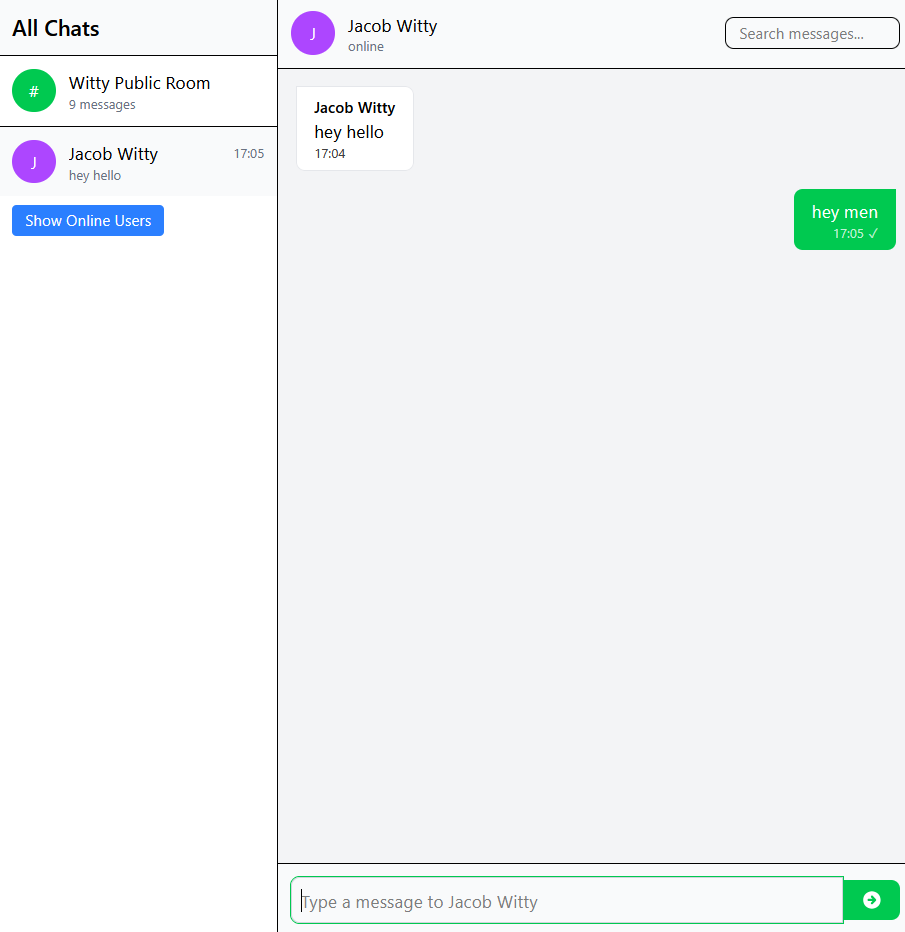 All Chats
#
Witty Public Room
9 messages
J
Jacob Witty
17:05
hey hello
Show Online Users
J
Jacob Witty
online
Search messages...
Jacob Witty
hey hello
17:04
hey men
17:05 ✓
Type a message to Jacob Witty